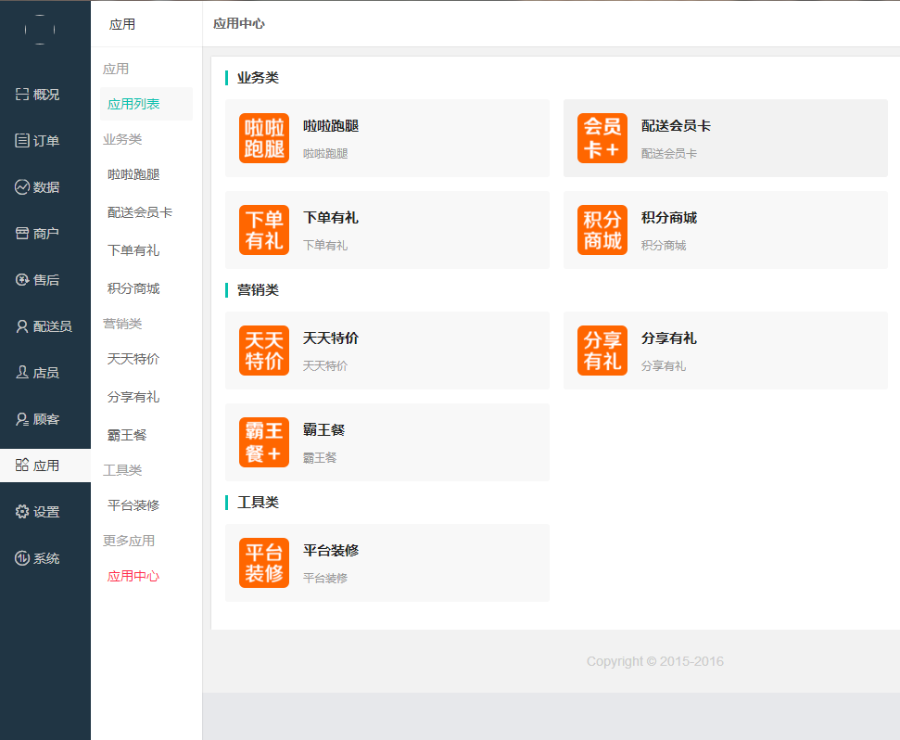 概况
订单
数据
商户
售后
配送员
店员
顾客
应用
设置
系统
应用
应用
应用列表
业务类
啦啦跑腿
配送会员卡
下单有礼
积分商城
营销类
天天特价
分享有礼
霸王餐
工具类
平台装修
更多应用
应用中心
应用中心
业务类
啦啦
跑腿
啦啦跑腿
啦啦跑腿
会员
卡+
配送会员卡
配送会员卡
下单
有礼
下单有礼
下单有礼
积分
商城
积分商城
积分商城
营销类
天天
特价
天天特价
天天特价
分享
有礼
分享有礼
分享有礼
霸王
餐+
霸王餐
霸王餐
工具类
平台
装修
平台装修
平台装修
Copyright © 2015-2016